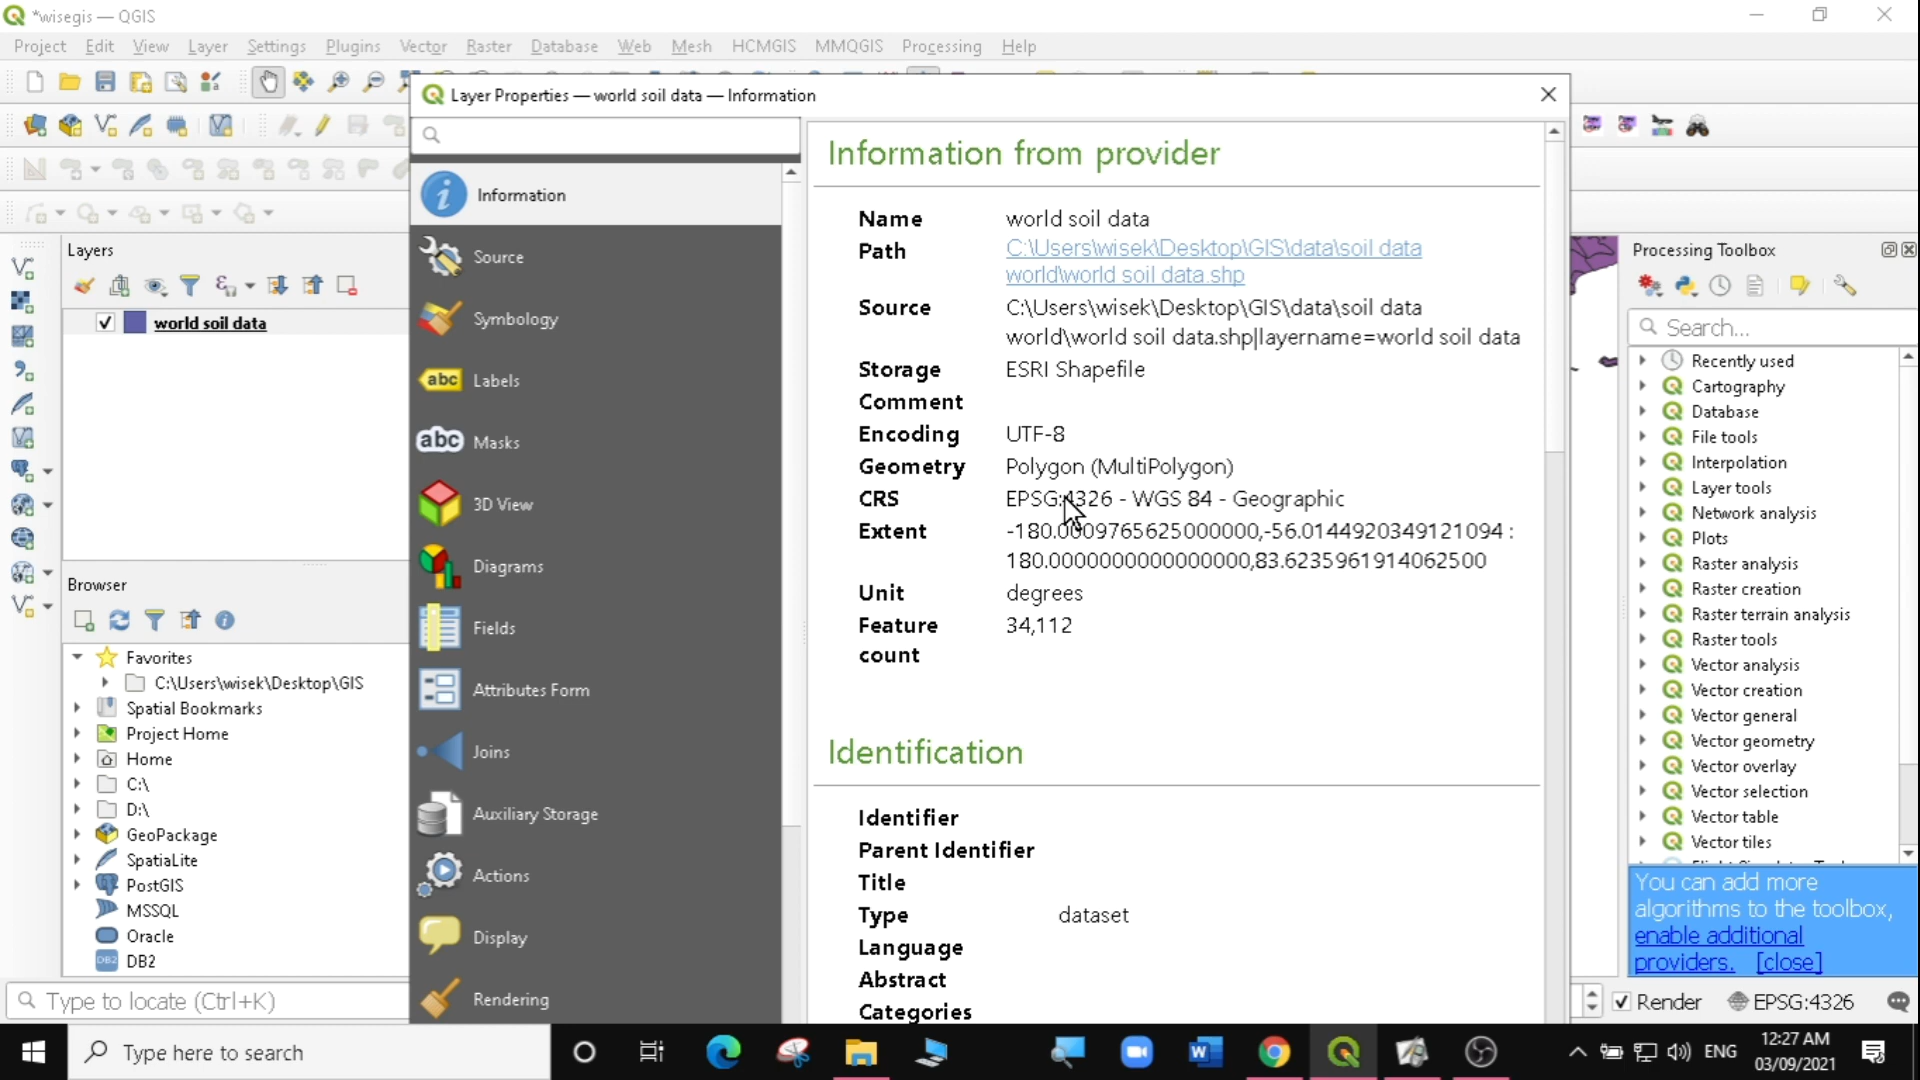 *wisegis — QGIS
Project Edit View Layer Settings Plugins Vector Raster Database Web Mesh HCMGIS MMQGIS Processing Help
Layer Properties — world soil data — Information
Information
Source
Symbology
abc Labels
abc Masks
3D View
Diagrams
Fields
Attributes Form
Joins
Auxiliary Storage
Actions
Display
Rendering
Information from provider
Name world soil data
Path C:\Users\wisek\Desktop\GIS\data\soil data
world\world soil data.shp
Source C:\Users\wisek\Desktop\GIS\data\soil data
world\world soil data.shp|layername=world soil data
Storage ESRI Shapefile
Comment
Encoding UTF-8
Geometry Polygon (MultiPolygon)
CRS EPSG:4326 - WGS 84 - Geographic
Extent -180.0009765625000000,-56.0144920349121094 :
180.0000000000000000,83.6235961914062500
Unit degrees
Feature 34,112
count
Identification
Identifier
Parent Identifier
Title
Type dataset
Language
Abstract
Categories
Layers
world soil data
Browser
Favorites
C:\Users\wisek\Desktop\GIS
Spatial Bookmarks
Project Home
Home
C:\
D:\
GeoPackage
SpatiaLite
PostGIS
MSSQL
Oracle
DB2 DB2
Processing Toolbox
Search...
Recently used
Cartography
Database
File tools
Interpolation
Layer tools
Network analysis
Plots
Raster analysis
Raster creation
Raster terrain analysis
Raster tools
Vector analysis
Vector creation
Vector general
Vector geometry
Vector overlay
Vector selection
Vector table
Vector tiles
You can add more
algorithms to the toolbox,
enable additional
providers. [close]
Type to locate (Ctrl+K)
Render EPSG:4326
Type here to search
ENG
12:27 AM
03/09/2021